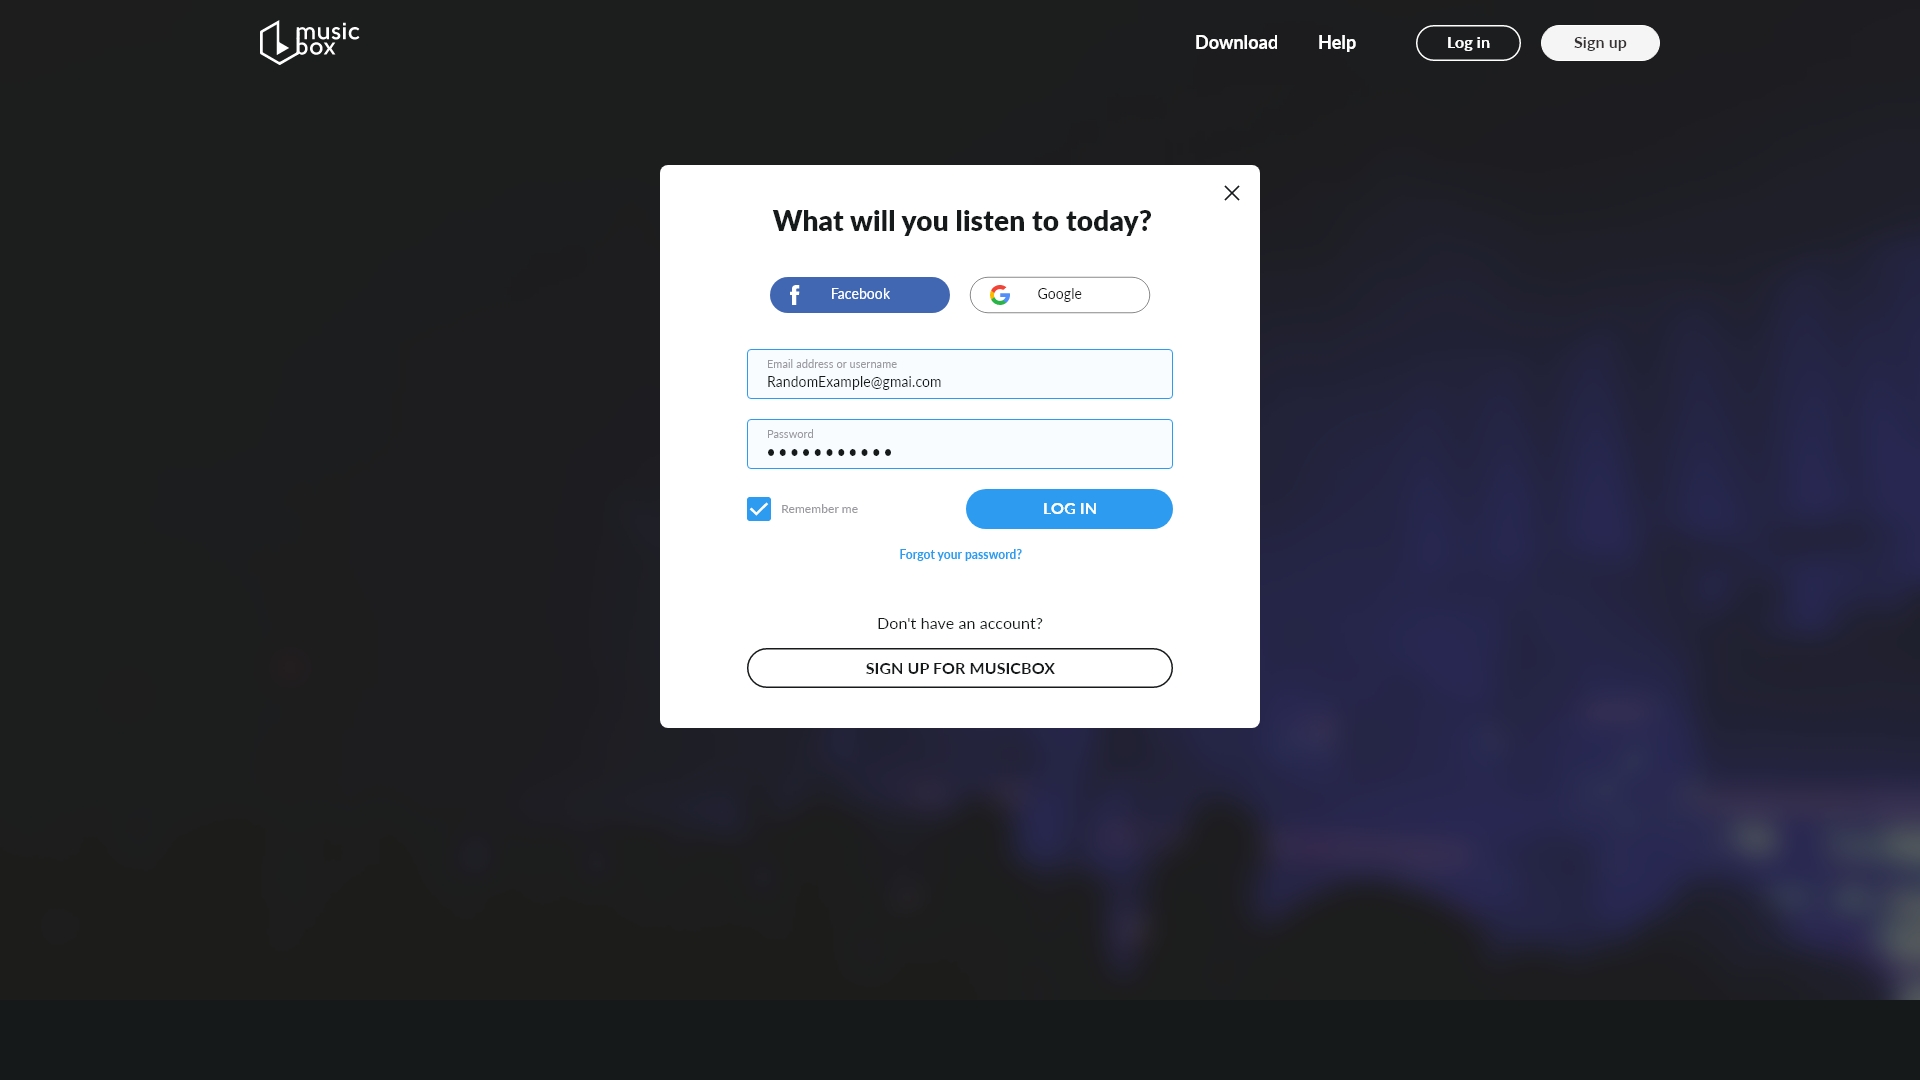 music
box
Download
Help
Log in
Sign up
What will you listen to today?
Facebook
Google
Email address or username
RandomExample@gmai.com
Password
Remember me
LOG IN
Forgot your password?
Don't have an account?
SIGN UP FOR MUSICBOX